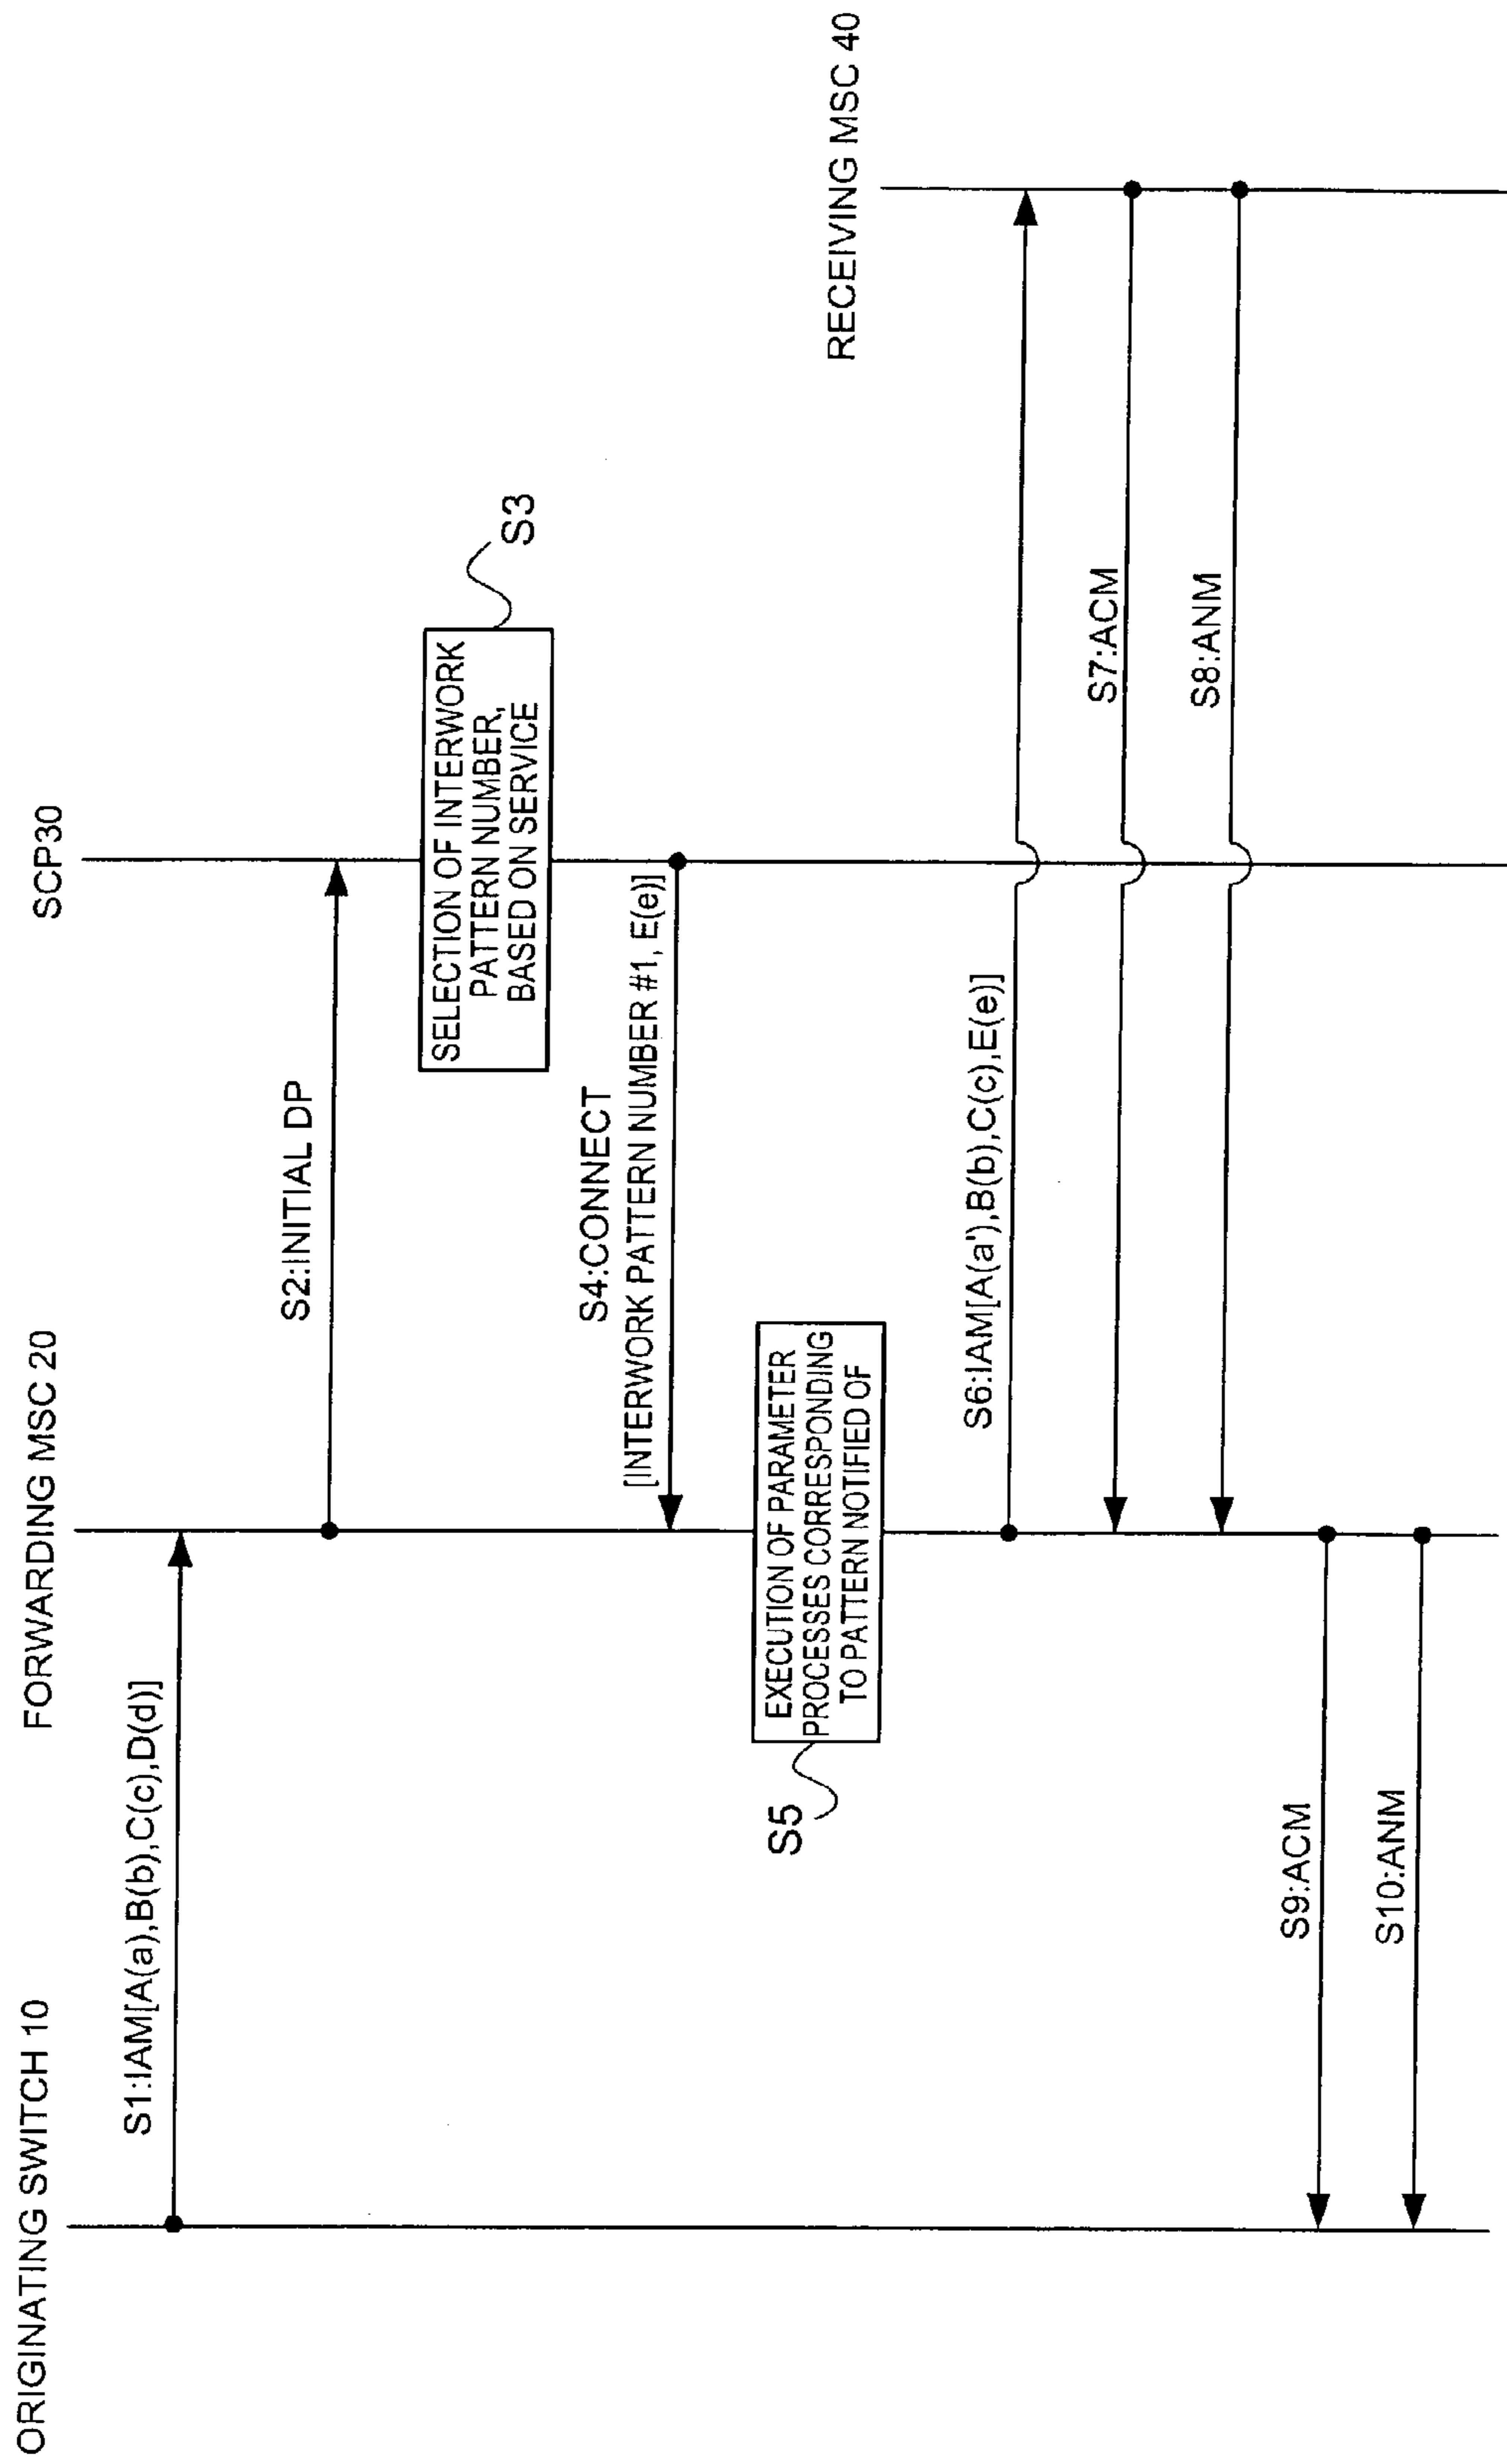 ORIGINATING SWITCH 10
FORWARDING MSC 20
SCP30
RECEIVING MSC 40
S1:IAM[A(a),B(b),C(c),D(d)]
S2:INITIAL DP
SELECTION OF INTERWORK
PATTERN NUMBER,
BASED ON SERVICE
S3
S4:CONNECT
[INTERWORK PATTERN NUMBER #1, E(e)]
EXECUTION OF PARAMETER
PROCESSES CORRESPONDING
TO PATTERN NOTIFIED OF
S5
S6:IAM[A(a'),B(b),C(c),E(e)]
S7:ACM
S8:ANM
S9:ACM
S10:ANM